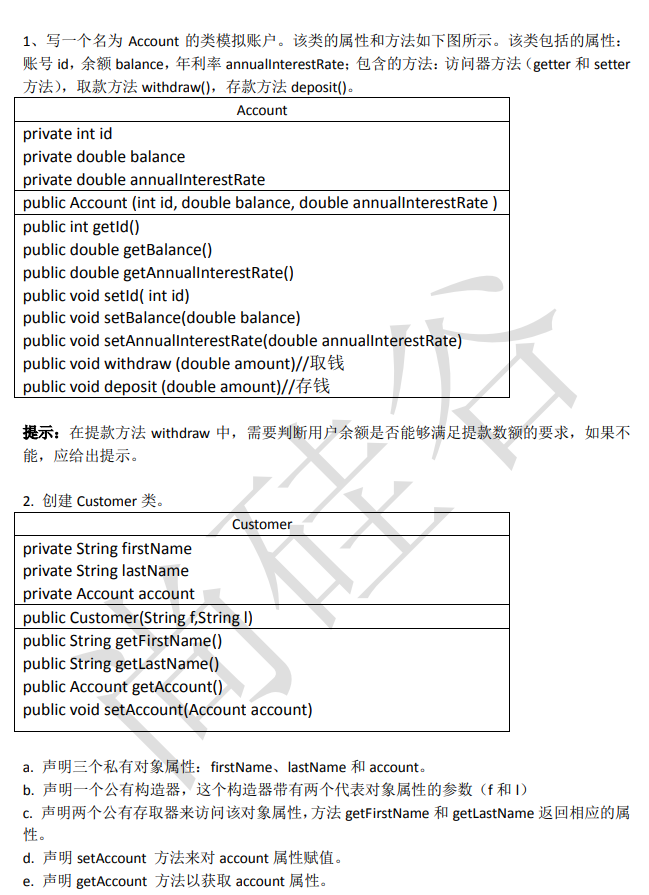 1、写一个名为 Account 的类模拟账户。该类的属性和方法如下图所示。该类包括的属性：
账号 id，余额 balance，年利率 annualInterestRate；包含的方法：访问器方法（getter 和 setter
方法），取款方法 withdraw()，存款方法 deposit()。
Account
private int id
private double balance
private double annualInterestRate
public Account (int id, double balance, double annualInterestRate )
public int getId()
public double getBalance()
public double getAnnualInterestRate()
public void setId( int id)
public void setBalance(double balance)
public void setAnnualInterestRate(double annualInterestRate)
public void withdraw (double amount)//取钱
public void deposit (double amount)//存钱
提示：在提款方法 withdraw 中，需要判断用户余额是否能够满足提款数额的要求，如果不
能，应给出提示。
2. 创建 Customer 类。
Customer
private String firstName
private String lastName
private Account account
public Customer(String f,String l)
public String getFirstName()
public String getLastName()
public Account getAccount()
public void setAccount(Account account)
a. 声明三个私有对象属性：firstName、lastName 和 account。
b. 声明一个公有构造器，这个构造器带有两个代表对象属性的参数（f 和 l）
c. 声明两个公有存取器来访问该对象属性，方法 getFirstName 和 getLastName 返回相应的属
性。
d. 声明 setAccount 方法来对 account 属性赋值。
e. 声明 getAccount 方法以获取 account 属性。
尚硅谷